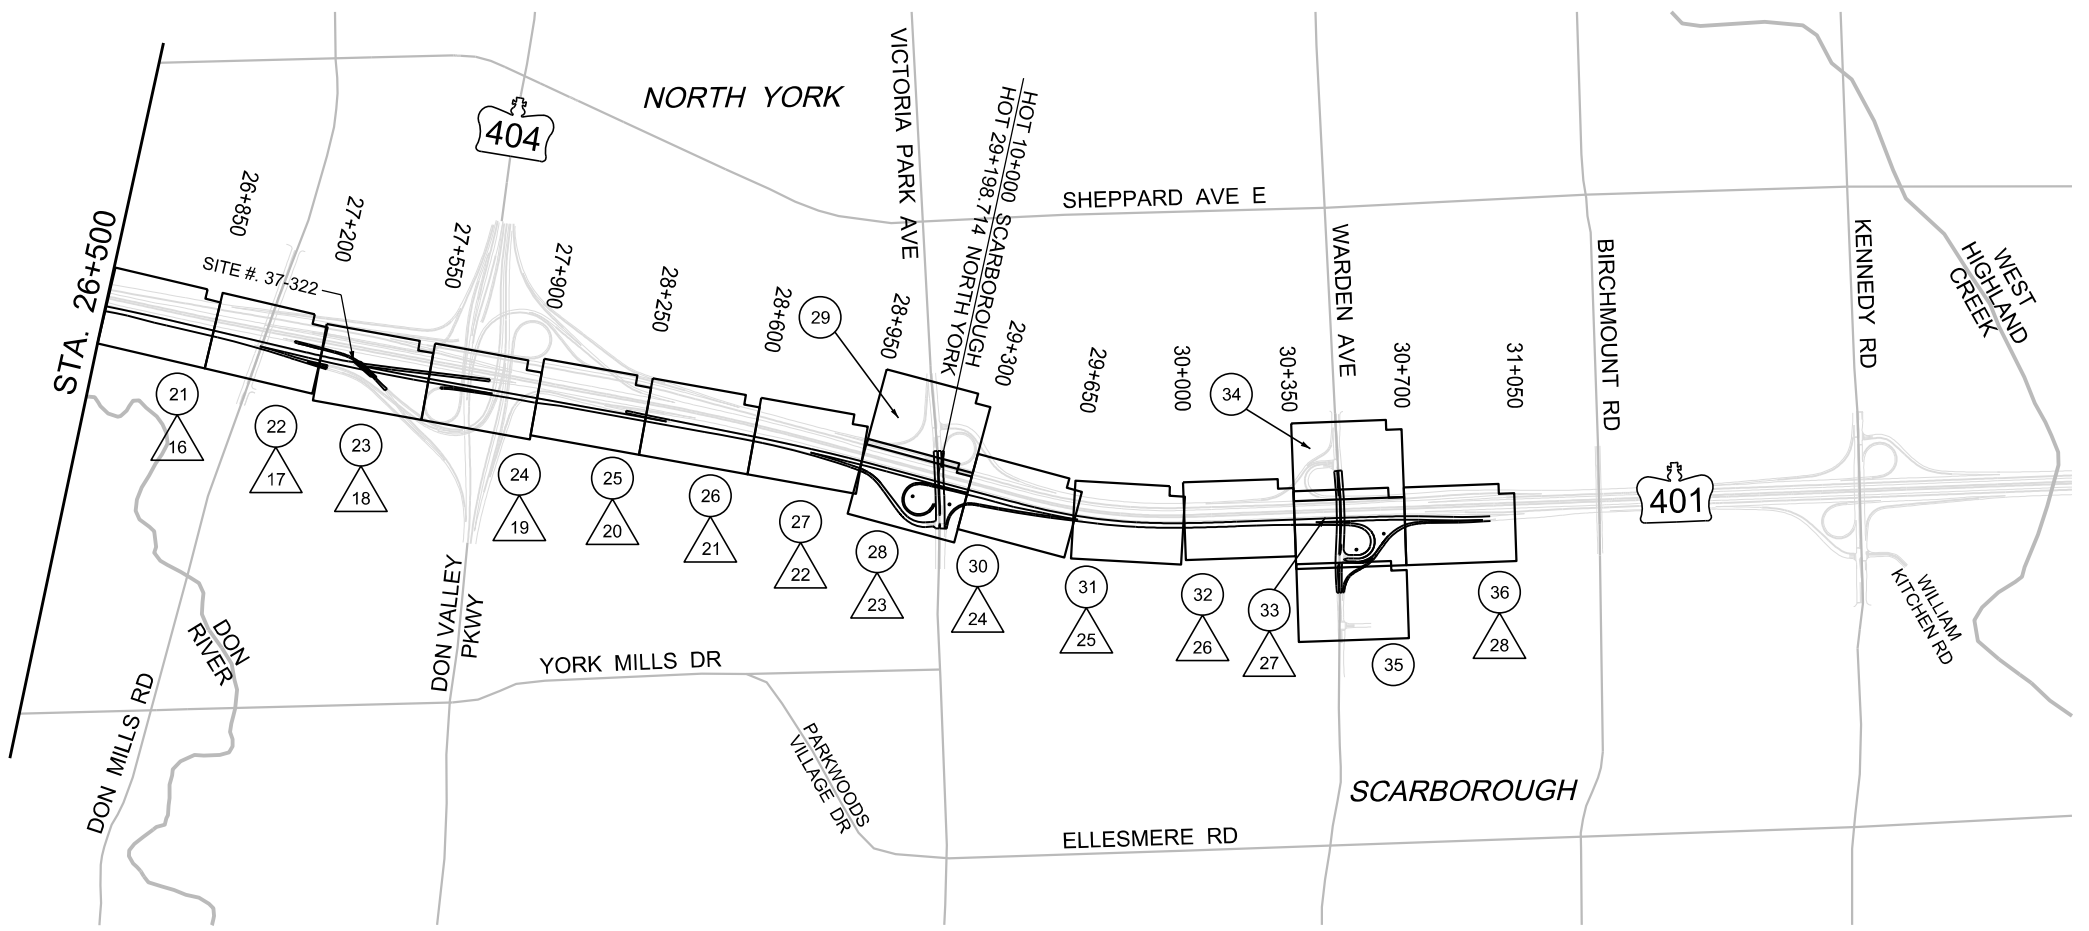 NORTH YORK
404
VICTORIA PARK AVE
HOT 10+000 SCARBOROUGH
HOT 29+198.714 NORTH YORK
SHEPPARD AVE E
WARDEN AVE
BIRCHMOUNT RD
KENNEDY RD
WEST
HIGHLAND
CREEK
STA. 26+500
26+850
27+200
27+550
27+900
28+250
28+600
28+950
29+300
29+650
30+000
30+350
30+700
31+050
SITE #. 37-322
29
34
401
21
16
22
17
23
18
24
19
25
20
26
21
27
22
28
23
30
24
31
25
32
26
33
27
35
36
28
DON
RIVER
DON MILLS RD
DON VALLEY
PKWY
YORK MILLS DR
PARKWOODS
VILLAGE DR
WILLIAM
KITCHEN RD
SCARBOROUGH
ELLESMERE RD